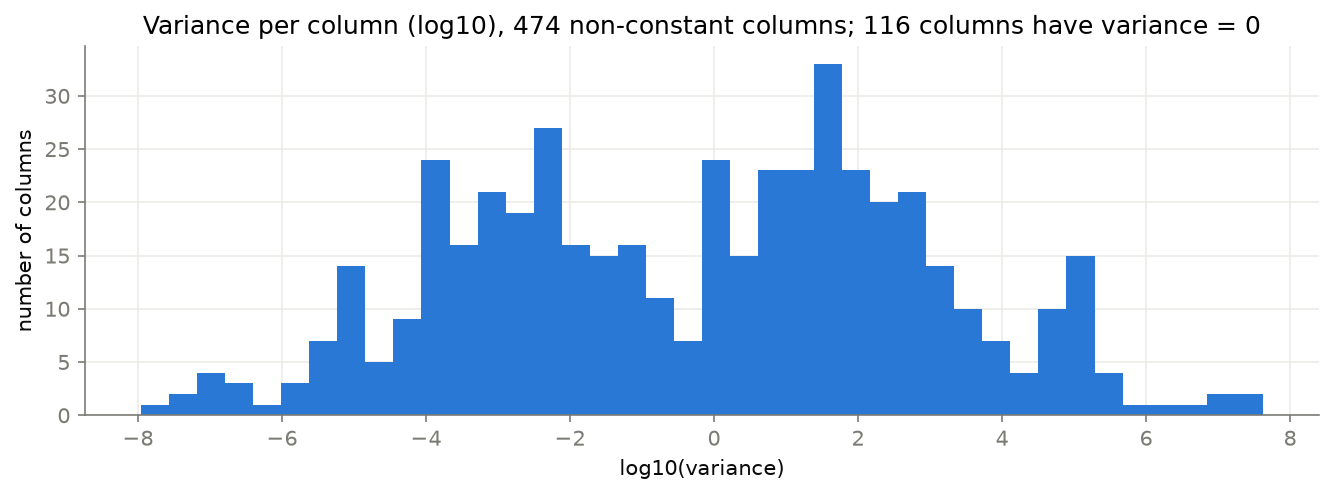 Variance per column (log10), 474 non-constant columns; 116 columns have variance = 0
number of columns
30
25
20
15
10
5
0
−8 −6 −4 −2 0 2 4 6 8
log10(variance)